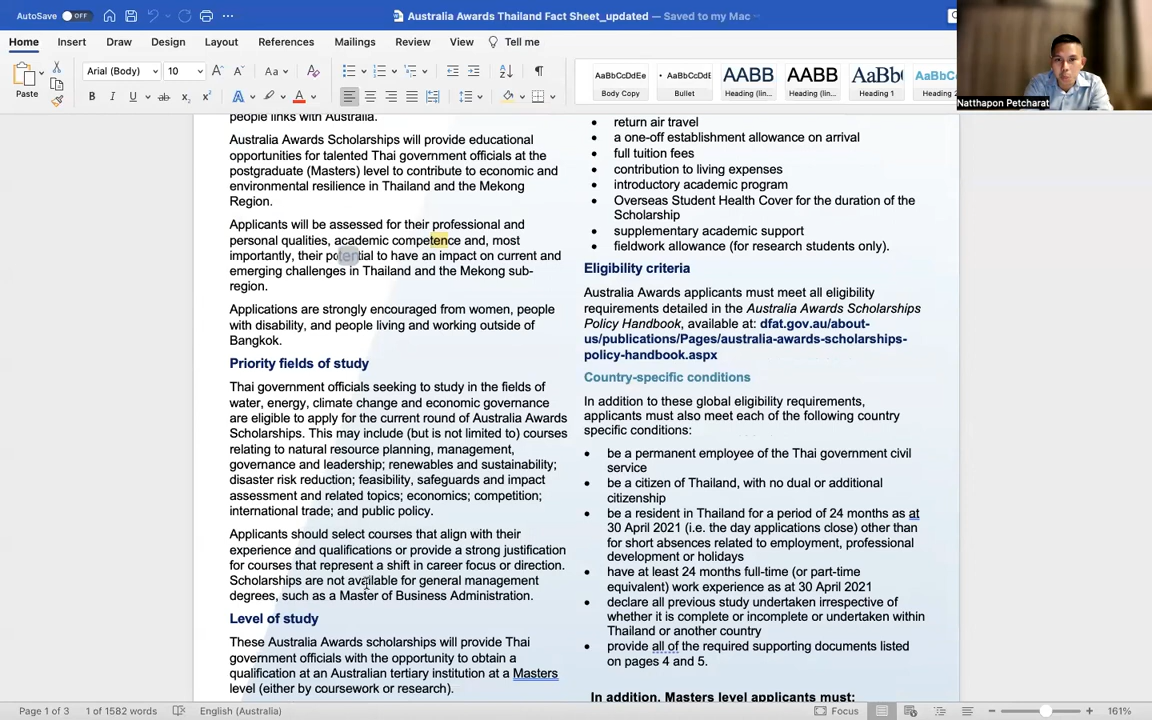 AutoSave OFF
Australia Awards Thailand Fact Sheet_updated — Saved to my Mac
Home Insert Draw Design Layout References Mailings Review View Tell me
Paste
Arial (Body) 10
AaBbCcDdEe
Body Copy
AaBbCcDdE
Bullet
AABB
Heading (lin...
AABB
Heading (lin...
AaBb(
Heading 1
AaBbCc
Heading 2
Natthapon Petcharat
people links with Australia.
Australia Awards Scholarships will provide educational
opportunities for talented Thai government officials at the
postgraduate (Masters) level to contribute to economic and
environmental resilience in Thailand and the Mekong
Region.
Applicants will be assessed for their professional and
personal qualities, academic competence and, most
importantly, their potential to have an impact on current and
emerging challenges in Thailand and the Mekong sub-
region.
Applications are strongly encouraged from women, people
with disability, and people living and working outside of
Bangkok.
Priority fields of study
Thai government officials seeking to study in the fields of
water, energy, climate change and economic governance
are eligible to apply for the current round of Australia Awards
Scholarships. This may include (but is not limited to) courses
relating to natural resource planning, management,
governance and leadership; renewables and sustainability;
disaster risk reduction; feasibility, safeguards and impact
assessment and related topics; economics; competition;
international trade; and public policy.
Applicants should select courses that align with their
experience and qualifications or provide a strong justification
for courses that represent a shift in career focus or direction.
Scholarships are not available for general management
degrees, such as a Master of Business Administration.
Level of study
These Australia Awards scholarships will provide Thai
government officials with the opportunity to obtain a
qualification at an Australian tertiary institution at a Masters
level (either by coursework or research).
• return air travel
• a one-off establishment allowance on arrival
• full tuition fees
• contribution to living expenses
• introductory academic program
• Overseas Student Health Cover for the duration of the
Scholarship
• supplementary academic support
• fieldwork allowance (for research students only).
Eligibility criteria
Australia Awards applicants must meet all eligibility
requirements detailed in the Australia Awards Scholarships
Policy Handbook, available at: dfat.gov.au/about-
us/publications/Pages/australia-awards-scholarships-
policy-handbook.aspx
Country-specific conditions
In addition to these global eligibility requirements,
applicants must also meet each of the following country
specific conditions:
• be a permanent employee of the Thai government civil
service
• be a citizen of Thailand, with no dual or additional
citizenship
• be a resident in Thailand for a period of 24 months as at
30 April 2021 (i.e. the day applications close) other than
for short absences related to employment, professional
development or holidays
• have at least 24 months full-time (or part-time
equivalent) work experience as at 30 April 2021
• declare all previous study undertaken irrespective of
whether it is complete or incomplete or undertaken within
Thailand or another country
• provide all of the required supporting documents listed
on pages 4 and 5.
In addition, Masters level applicants must:
Page 1 of 3 1 of 1582 words English (Australia) Focus 161%